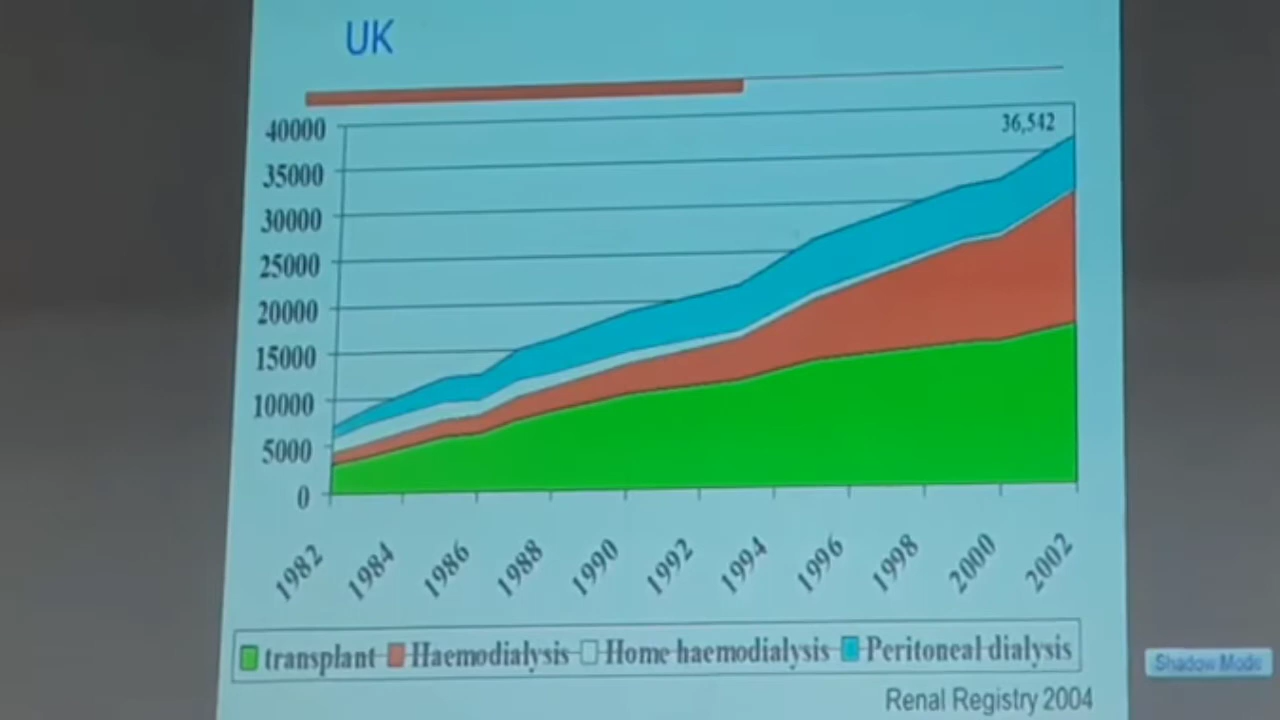 UK
36,542
40000
35000
30000
25000
20000
15000
10000
5000
0
1982 1984 1986 1988 1990 1992 1994 1996 1998 2000 2002
transplant Haemodialysis Home haemodialysis Peritoneal dialysis
Renal Registry 2004
Shadow Mode